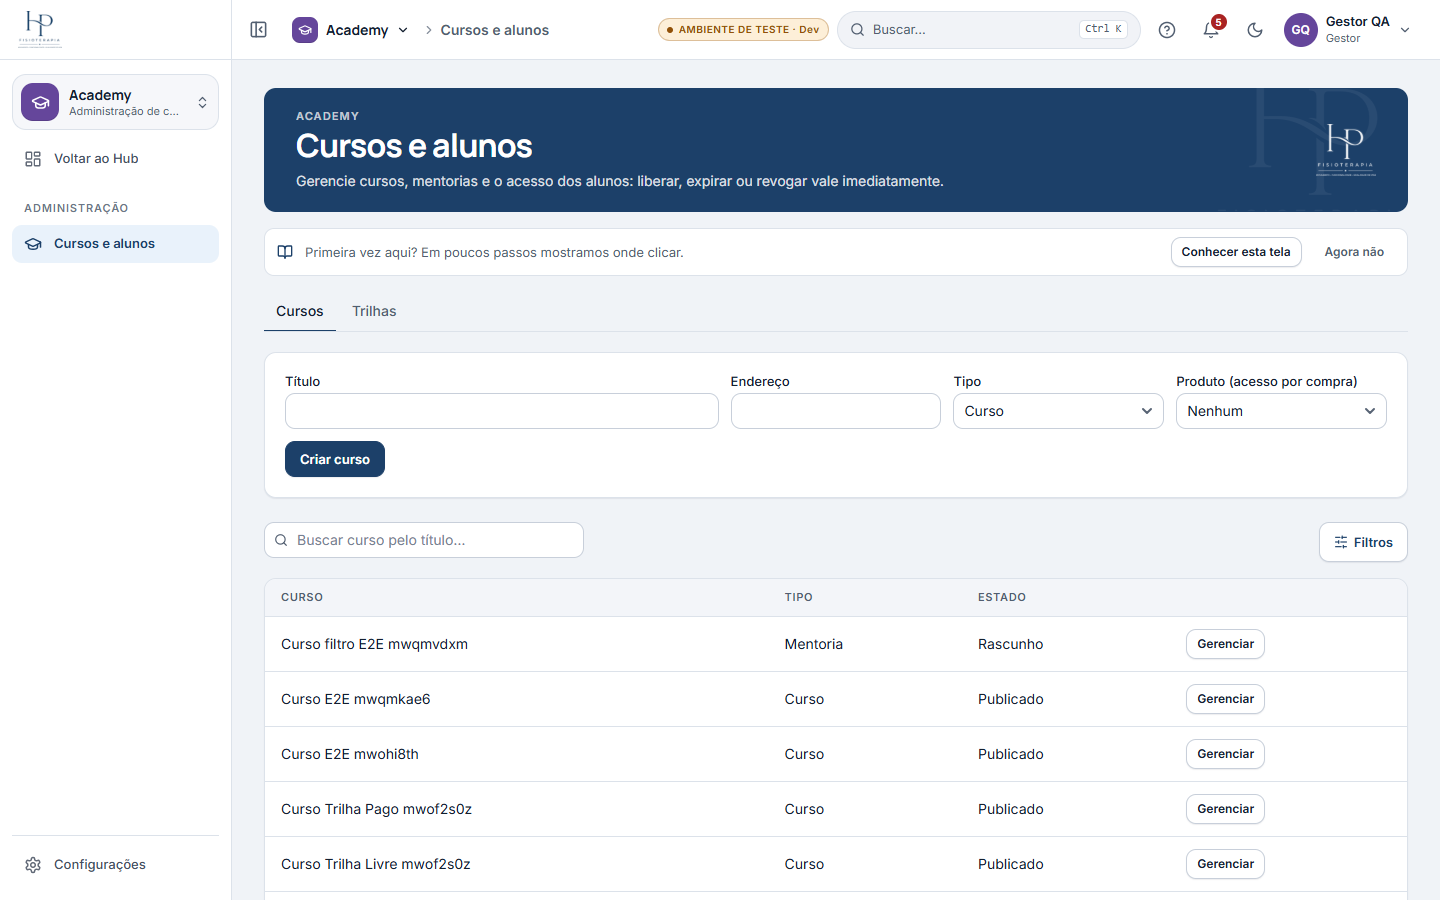 HP
FISIOTERAPIA
Academy
Cursos e alunos
AMBIENTE DE TESTE · Dev
Buscar...
Ctrl K
5
GQ
Gestor QA
Gestor
Academy
Administração de c...
Voltar ao Hub
ADMINISTRAÇÃO
Cursos e alunos
Configurações
ACADEMY
Cursos e alunos
Gerencie cursos, mentorias e o acesso dos alunos: liberar, expirar ou revogar vale imediatamente.
HP
FISIOTERAPIA
Primeira vez aqui? Em poucos passos mostramos onde clicar.
Conhecer esta tela
Agora não
Cursos
Trilhas
Título
Endereço
Tipo
Produto (acesso por compra)
Curso
Nenhum
Criar curso
Buscar curso pelo título...
Filtros
CURSO TIPO ESTADO
Curso filtro E2E mwqmvdxm Mentoria Rascunho Gerenciar
Curso E2E mwqmkae6 Curso Publicado Gerenciar
Curso E2E mwohi8th Curso Publicado Gerenciar
Curso Trilha Pago mwof2s0z Curso Publicado Gerenciar
Curso Trilha Livre mwof2s0z Curso Publicado Gerenciar